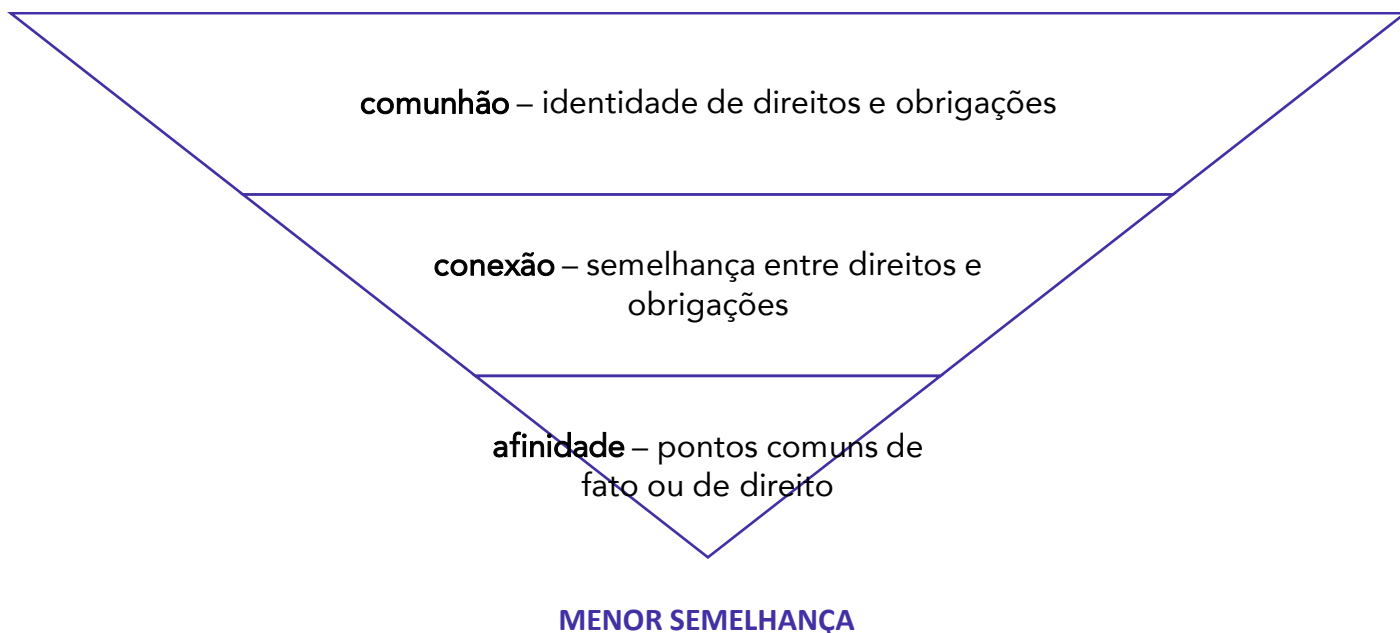 comunhão – identidade de direitos e obrigações
conexão – semelhança entre direitos e
obrigações
afinidade – pontos comuns de
fato ou de direito
MENOR SEMELHANÇA